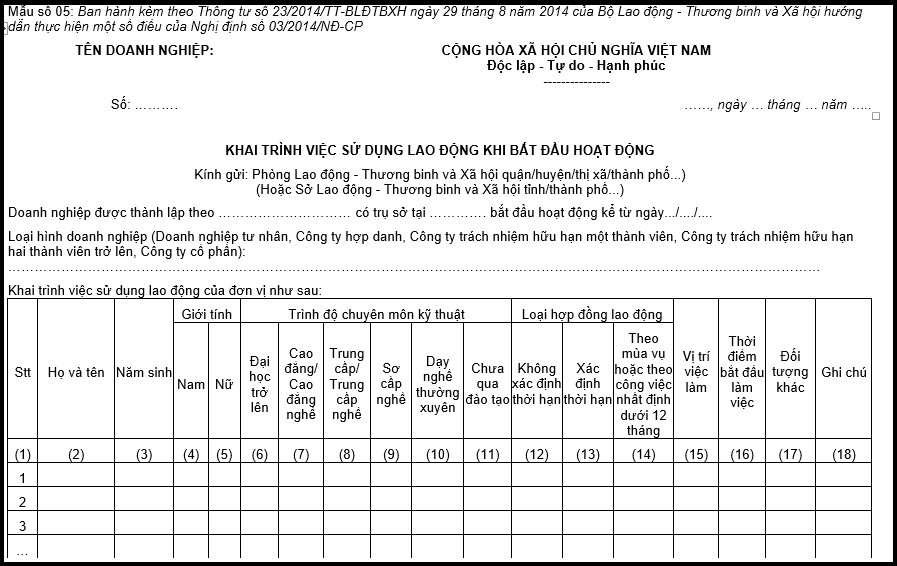 Mẫu số 05: Ban hành kèm theo Thông tư số 23/2014/TT-BLĐTBXH ngày 29 tháng 8 năm 2014 của Bộ Lao động - Thương binh và Xã hội hướng
dẫn thực hiện một số điều của Nghị định số 03/2014/NĐ-CP
TÊN DOANH NGHIỆP: CỘNG HÒA XÃ HỘI CHỦ NGHĨA VIỆT NAM
Độc lập - Tự do - Hạnh phúc
---------------
Số: ………. ……, ngày … tháng … năm …..
KHAI TRÌNH VIỆC SỬ DỤNG LAO ĐỘNG KHI BẮT ĐẦU HOẠT ĐỘNG
Kính gửi: Phòng Lao động - Thương binh và Xã hội quận/huyện/thị xã/thành phố...)
(Hoặc Sở Lao động - Thương binh và Xã hội tỉnh/thành phố...)
Doanh nghiệp được thành lập theo ………………………… có trụ sở tại …………. bắt đầu hoạt động kể từ ngày.../..../....
Loại hình doanh nghiệp (Doanh nghiệp tư nhân, Công ty hợp danh, Công ty trách nhiệm hữu hạn một thành viên, Công ty trách nhiệm hữu hạn
hai thành viên trở lên, Công ty cổ phần):
……………………………………………………………………………………………………………………………
Khai trình việc sử dụng lao động của đơn vị như sau:
Stt
Họ và tên
Năm sinh
Giới tính
Nam
Nữ
Trình độ chuyên môn kỹ thuật
Đại
học
trở
lên
Cao
đẳng/
Cao
đẳng
nghề
Trung
cấp/
Trung
cấp
nghề
Sơ
cấp
nghề
Dạy
nghề
thường
xuyên
Chưa
qua
đào tạo
Loại hợp đồng lao động
Không
xác định
thời hạn
Xác
định
thời hạn
Theo
mùa vụ
hoặc theo
công việc
nhất định
dưới 12
tháng
Vị trí
việc
làm
Thời
điểm
bắt đầu
làm
việc
Đối
tượng
khác
Ghi chú
(1) (2) (3) (4) (5) (6) (7) (8) (9) (10) (11) (12) (13) (14) (15) (16) (17) (18)
1
2
3
...